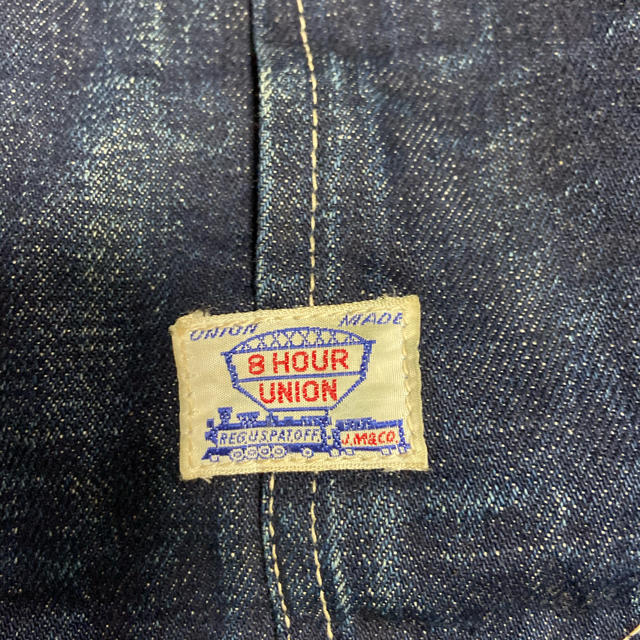 UNION MADE
8 HOUR
UNION
REG.U.S.PAT.OFF. J.M&CO.